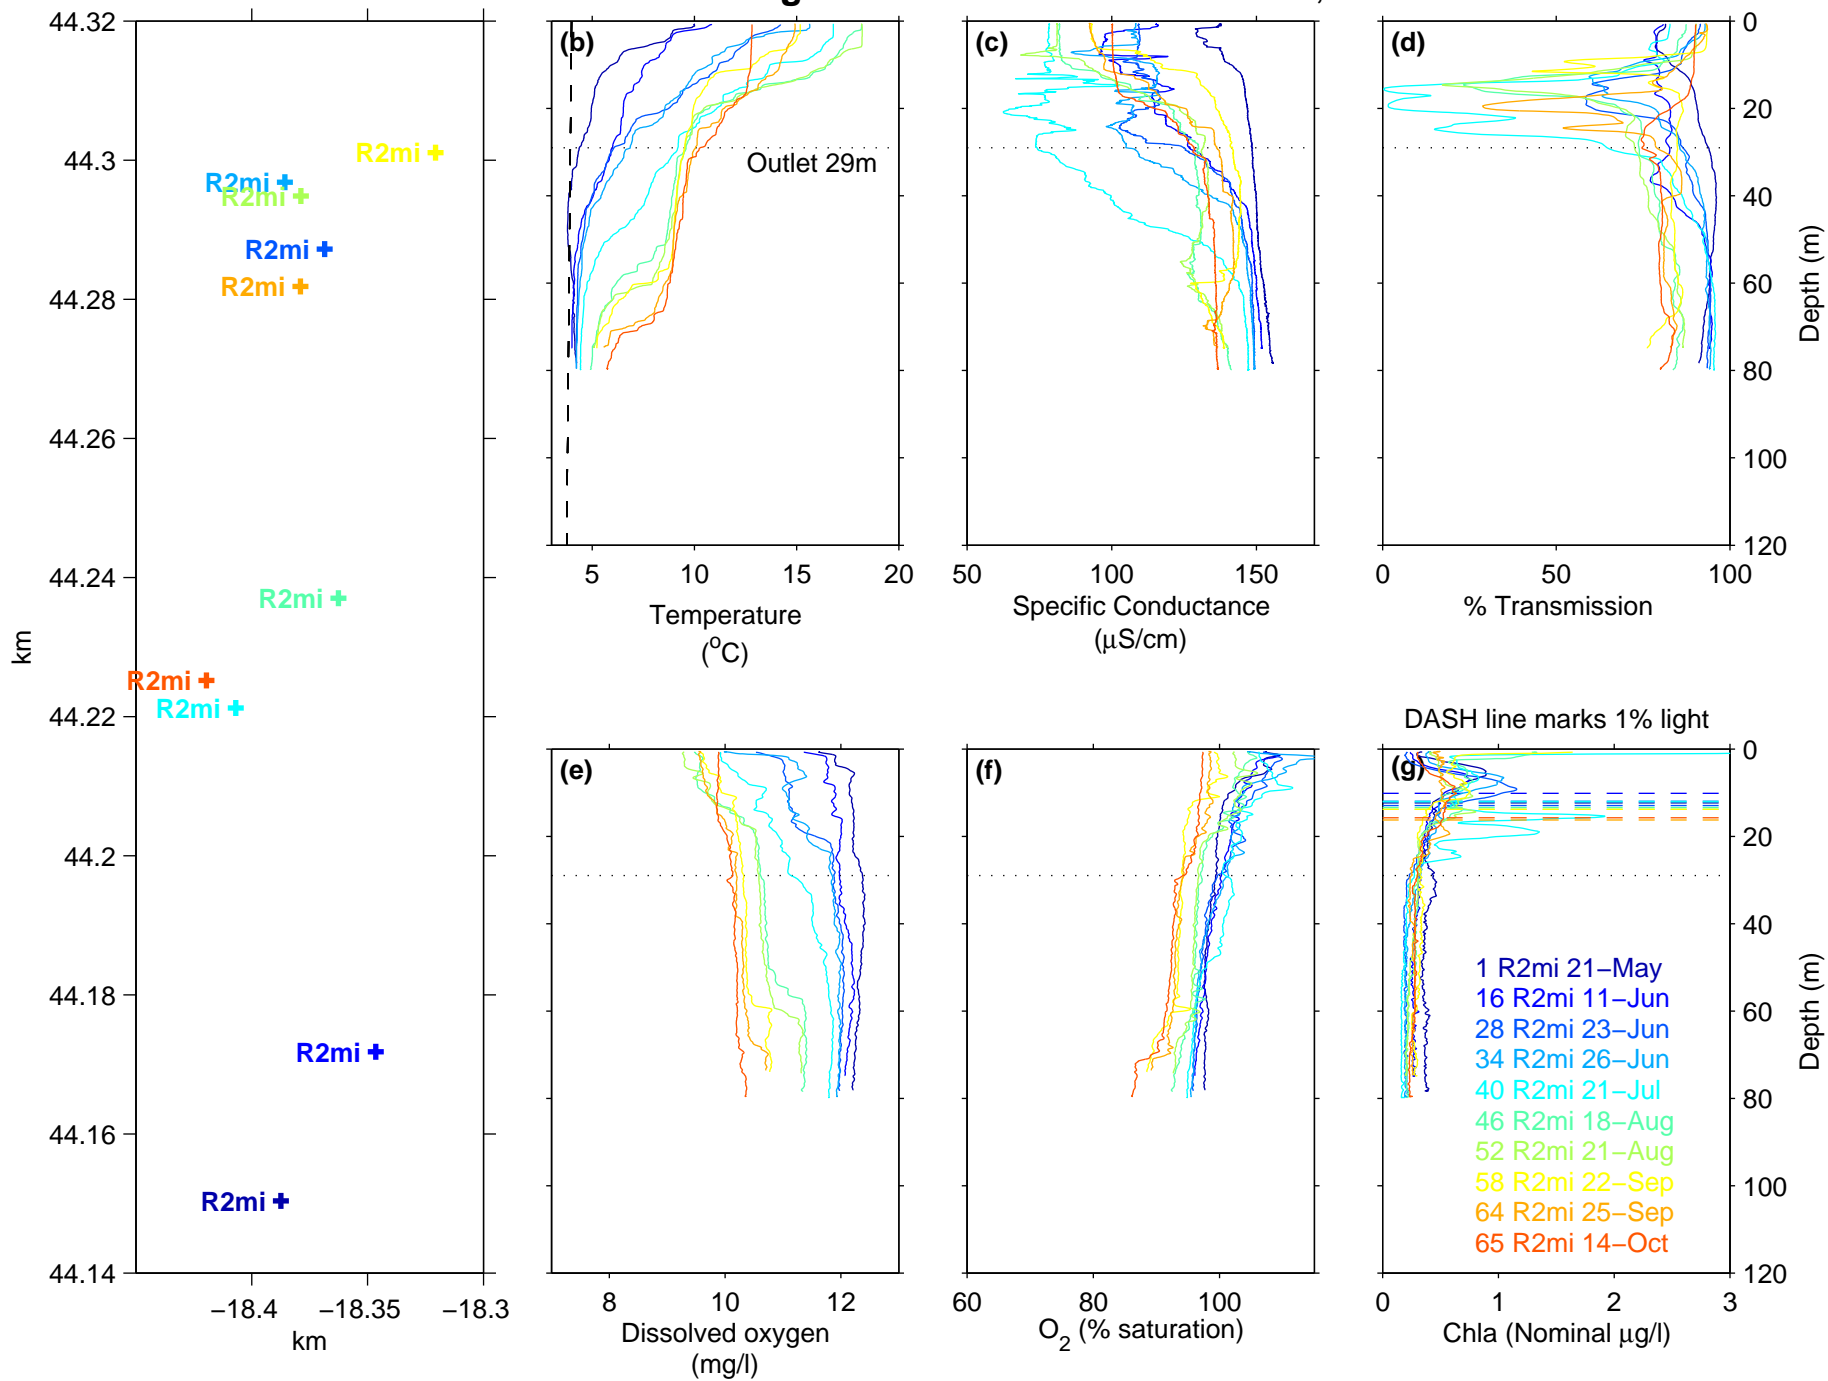 g
(b)
(c)
(d)
44.32
44.3
44.28
44.26
44.24
44.22
44.2
44.18
44.16
44.14
km
−18.4
−18.35
−18.3
km
R2mi
R2mi
R2mi
R2mi
R2mi
R2mi
R2mi
R2mi
R2mi
R2mi
Outlet 29m
5
10
15
20
Temperature
(oC)
50
100
150
Specific Conductance
(μS/cm)
0
50
100
% Transmission
0
20
40
60
80
100
120
Depth (m)
(e)
8
10
12
Dissolved oxygen
(mg/l)
(f)
60
80
100
O2 (% saturation)
DASH line marks 1% light
(g)
1 R2mi 21−May
16 R2mi 11−Jun
28 R2mi 23−Jun
34 R2mi 26−Jun
40 R2mi 21−Jul
46 R2mi 18−Aug
52 R2mi 21−Aug
58 R2mi 22−Sep
64 R2mi 25−Sep
65 R2mi 14−Oct
0
1
2
3
Chla (Nominal μg/l)
0
20
40
60
80
100
120
Depth (m)